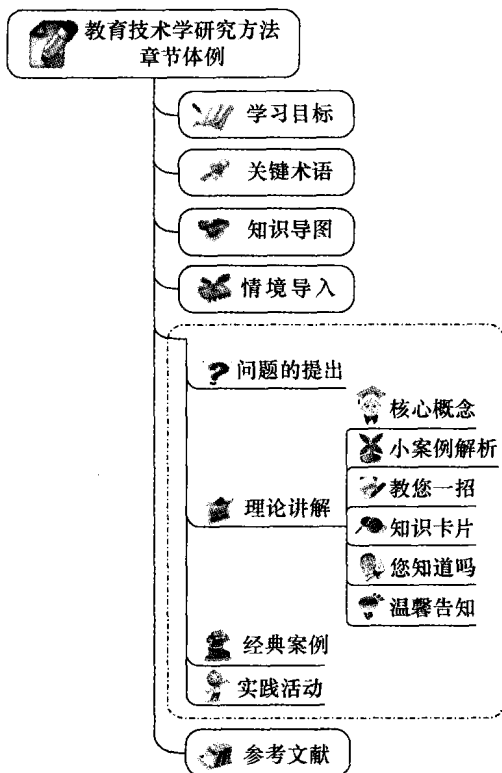 教育技术学研究方法
章节体例
学习目标
关键术语
知识导图
情境导入
问题的提出
理论讲解
核心概念
小案例解析
教您一招
知识卡片
您知道吗
温馨告知
经典案例
实践活动
参考文献